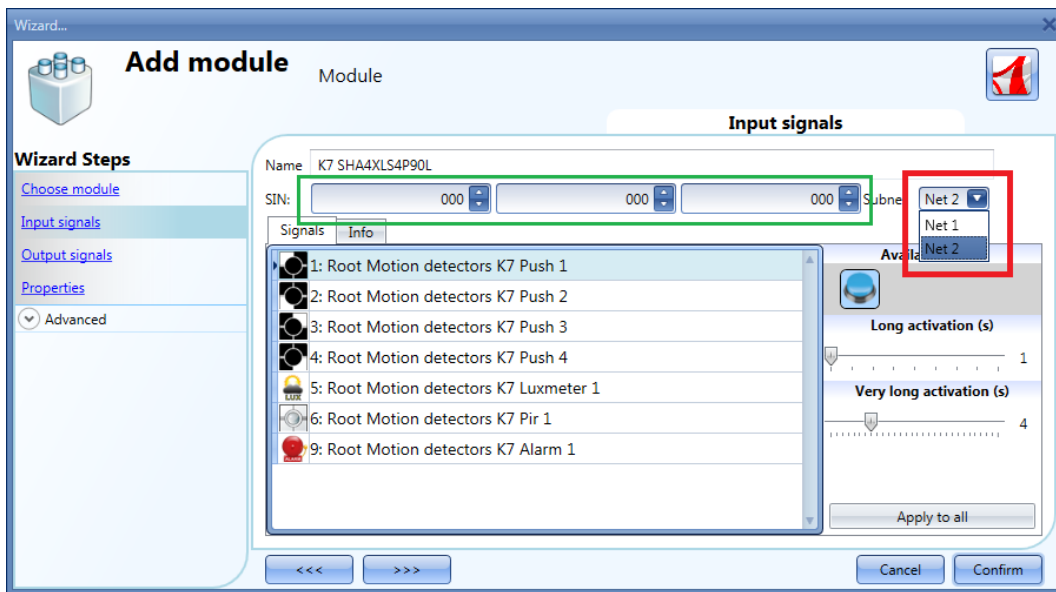 Wizard...
Add module
Module
Input signals
Wizard Steps
Choose module
Input signals
Output signals
Properties
Advanced
Name K7 SHA4XLS4P90L
SIN: 000 000 000 Subne Net 2
Net 1
Net 2
Signals Info
Availa
1: Root Motion detectors K7 Push 1
2: Root Motion detectors K7 Push 2
3: Root Motion detectors K7 Push 3
4: Root Motion detectors K7 Push 4
LUX 5: Root Motion detectors K7 Luxmeter 1
6: Root Motion detectors K7 Pir 1
ALARM 9: Root Motion detectors K7 Alarm 1
Long activation (s)
1
Very long activation (s)
4
Apply to all
<<< >>> Cancel Confirm